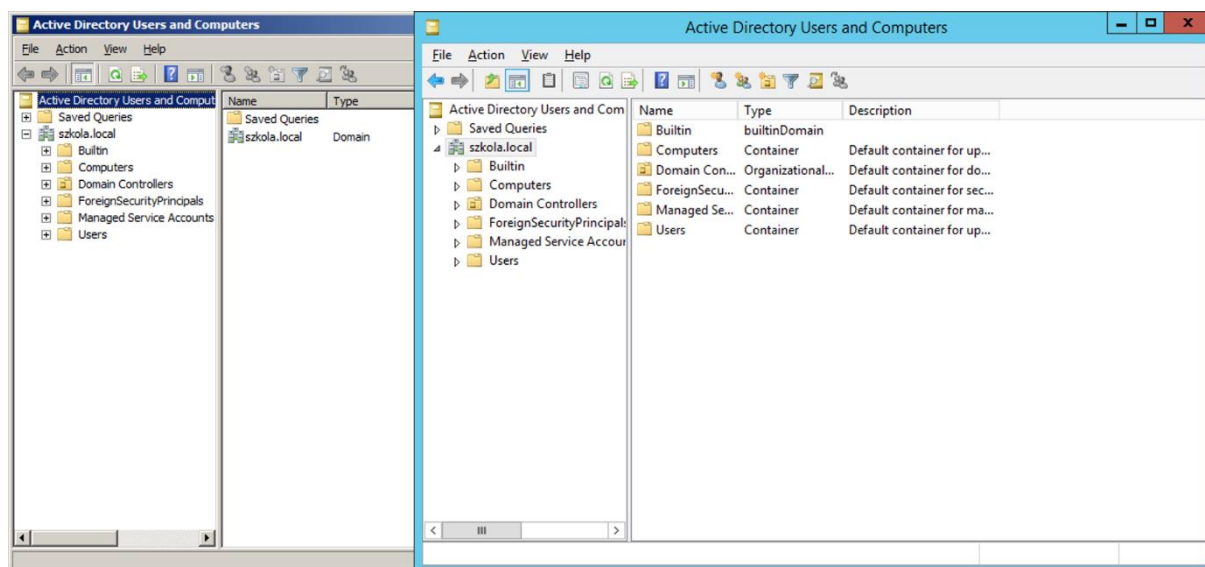 Active Directory Users and Computers
File Action View Help
Active Directory Users and Comput
Saved Queries
szkola.local
Builtin
Computers
Domain Controllers
ForeignSecurityPrincipals
Managed Service Accounts
Users
Name Type
Saved Queries
szkola.local Domain
Active Directory Users and Computers
File Action View Help
Active Directory Users and Com
Saved Queries
szkola.local
Builtin
Computers
Domain Controllers
ForeignSecurityPrincipals
Managed Service Accour
Users
Name Type Description
Builtin builtinDomain
Computers Container Default container for up...
Domain Con... Organizational... Default container for do...
ForeignSecu... Container Default container for sec...
Managed Se... Container Default container for ma...
Users Container Default container for up...